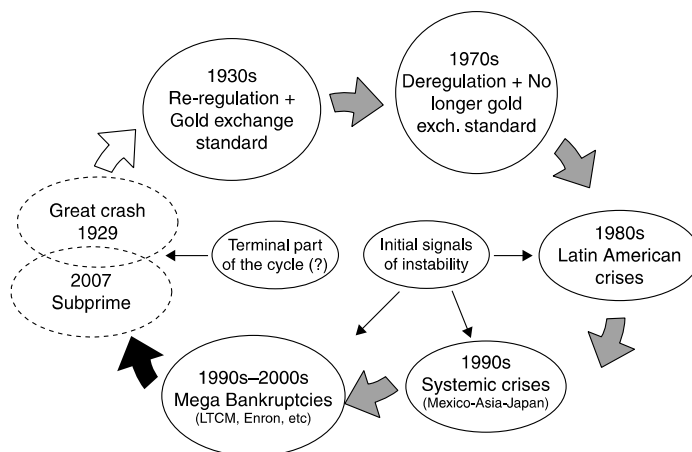 1930s
Re-regulation +
Gold exchange
standard
1970s
Deregulation + No
longer gold
exch. standard
Great crash
1929
2007
Subprime
Terminal part
of the cycle (?)
Initial signals
of instability
1980s
Latin American
crises
1990s–2000s
Mega Bankruptcies
(LTCM, Enron, etc)
1990s
Systemic crises
(Mexico-Asia-Japan)